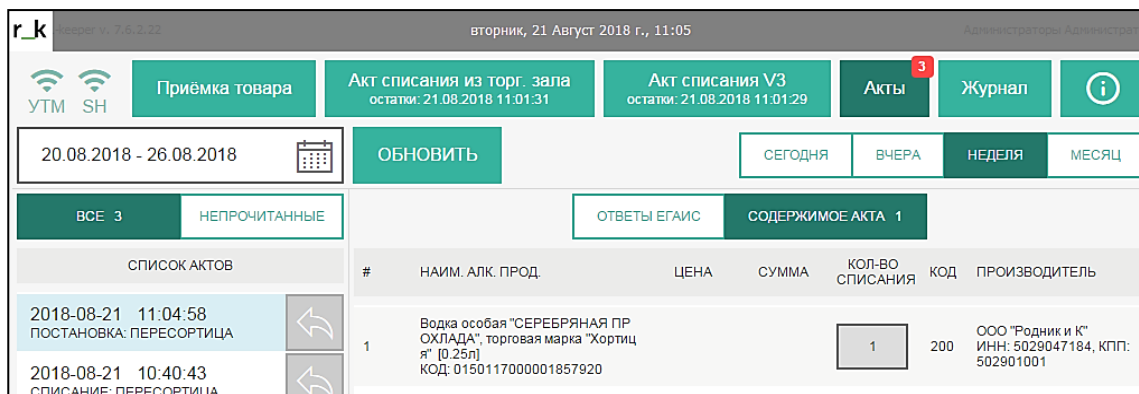 r_k
keeper v. 7.6.2.22
вторник, 21 Август 2018 г., 11:05
Администраторы Администрат
УТМ SH
Приёмка товара
Акт списания из торг. зала
остатки: 21.08.2018 11:01:31
Акт списания V3
остатки: 21.08.2018 11:01:29
Акты
3
Журнал
20.08.2018 - 26.08.2018
ОБНОВИТЬ
СЕГОДНЯ
ВЧЕРА
НЕДЕЛЯ
МЕСЯЦ
ВСЕ 3
НЕПРОЧИТАННЫЕ
ОТВЕТЫ ЕГАИС
СОДЕРЖИМОЕ АКТА 1
СПИСОК АКТОВ
# НАИМ. АЛК. ПРОД. ЦЕНА СУММА КОЛ-ВО СПИСАНИЯ КОД ПРОИЗВОДИТЕЛЬ
2018-08-21 11:04:58
ПОСТАНОВКА: ПЕРЕСОРТИЦА
2018-08-21 10:40:43
СПИСАНИЕ: ПЕРЕСОРТИЦА
1
Водка особая "СЕРЕБРЯНАЯ ПР
ОХЛАДА", торговая марка "Хортиц
я" [0.25л]
КОД: 0150117000001857920
1
200
ООО "Родник и К"
ИНН: 5029047184, КПП:
502901001